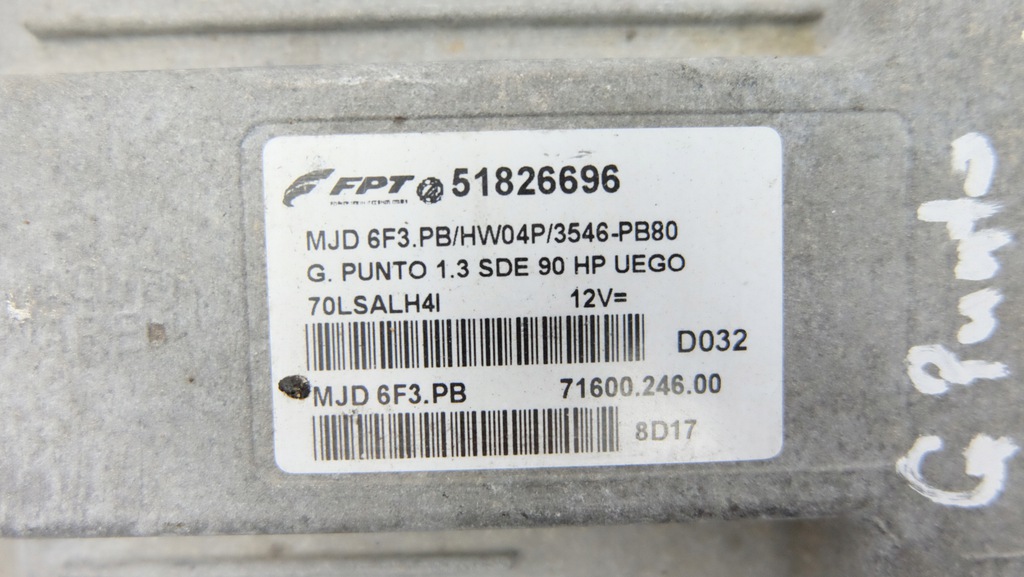 FPT 51826696
MJD 6F3.PB/HW04P/3546-PB80
G. PUNTO 1.3 SDE 90 HP UEGO
70LSALH4I 12V=
D032
MJD 6F3.PB 71600.246.00
8D17
G Punto